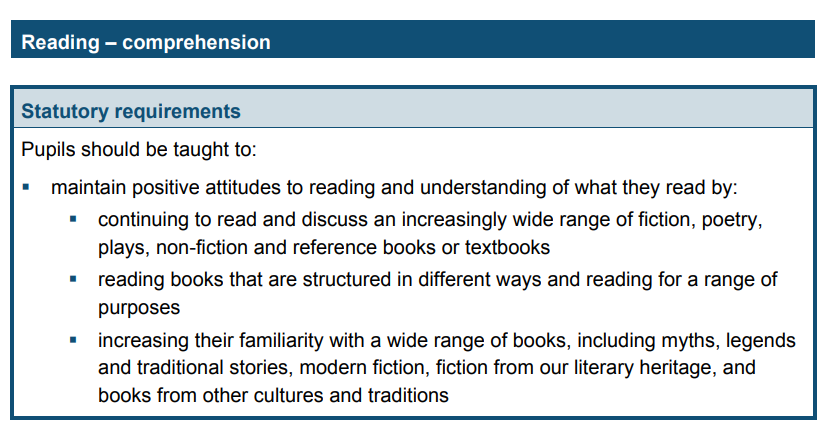 Reading – comprehension
Statutory requirements
Pupils should be taught to:
▪ maintain positive attitudes to reading and understanding of what they read by:
▪ continuing to read and discuss an increasingly wide range of fiction, poetry,
plays, non-fiction and reference books or textbooks
▪ reading books that are structured in different ways and reading for a range of
purposes
▪ increasing their familiarity with a wide range of books, including myths, legends
and traditional stories, modern fiction, fiction from our literary heritage, and
books from other cultures and traditions